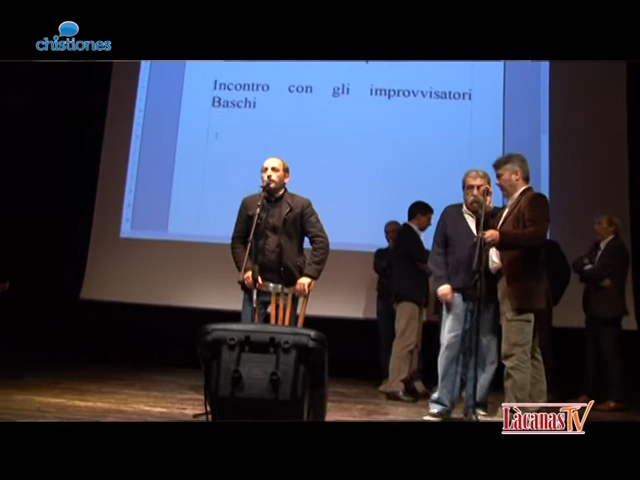 chistiones
Incontro con gli improvvisatori
Baschi
LàcanasTV